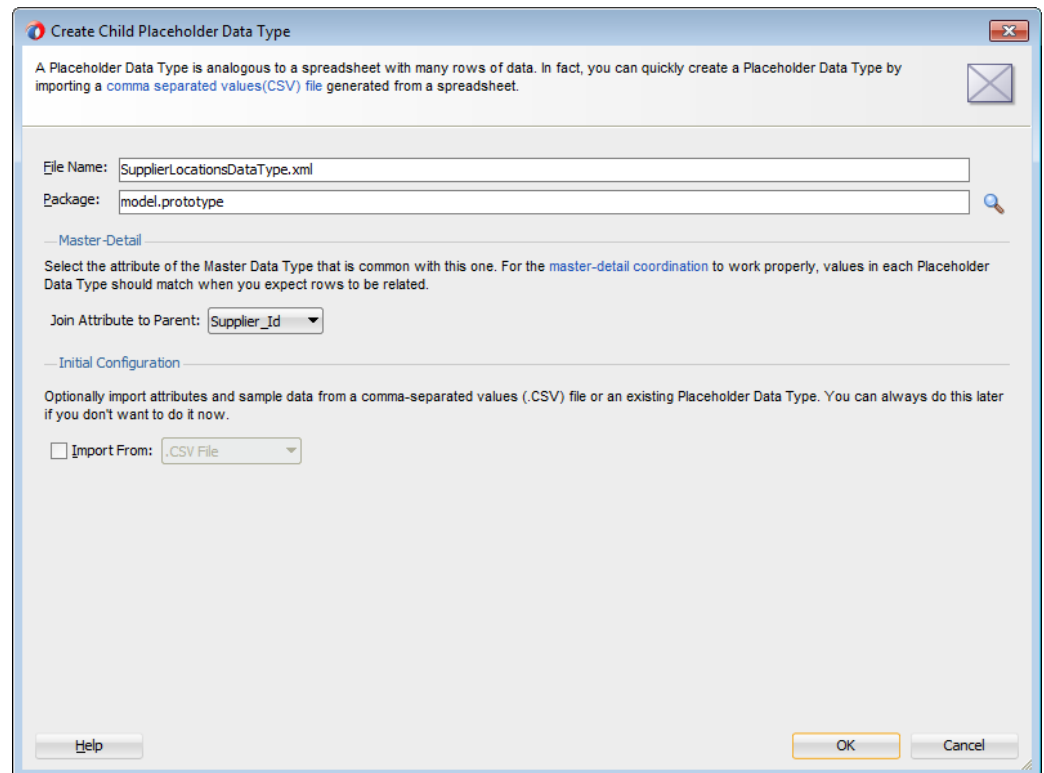 Create Child Placeholder Data Type
A Placeholder Data Type is analogous to a spreadsheet with many rows of data. In fact, you can quickly create a Placeholder Data Type by
importing a comma separated values(CSV) file generated from a spreadsheet.
File Name: SupplierLocationsDataType.xml
Package: model.prototype
Master-Detail
Select the attribute of the Master Data Type that is common with this one. For the master-detail coordination to work properly, values in each Placeholder
Data Type should match when you expect rows to be related.
Join Attribute to Parent: Supplier_Id
Initial Configuration
Optionally import attributes and sample data from a comma-separated values (.CSV) file or an existing Placeholder Data Type. You can always do this later
if you don't want to do it now.
Import From: .CSV File
Help OK Cancel